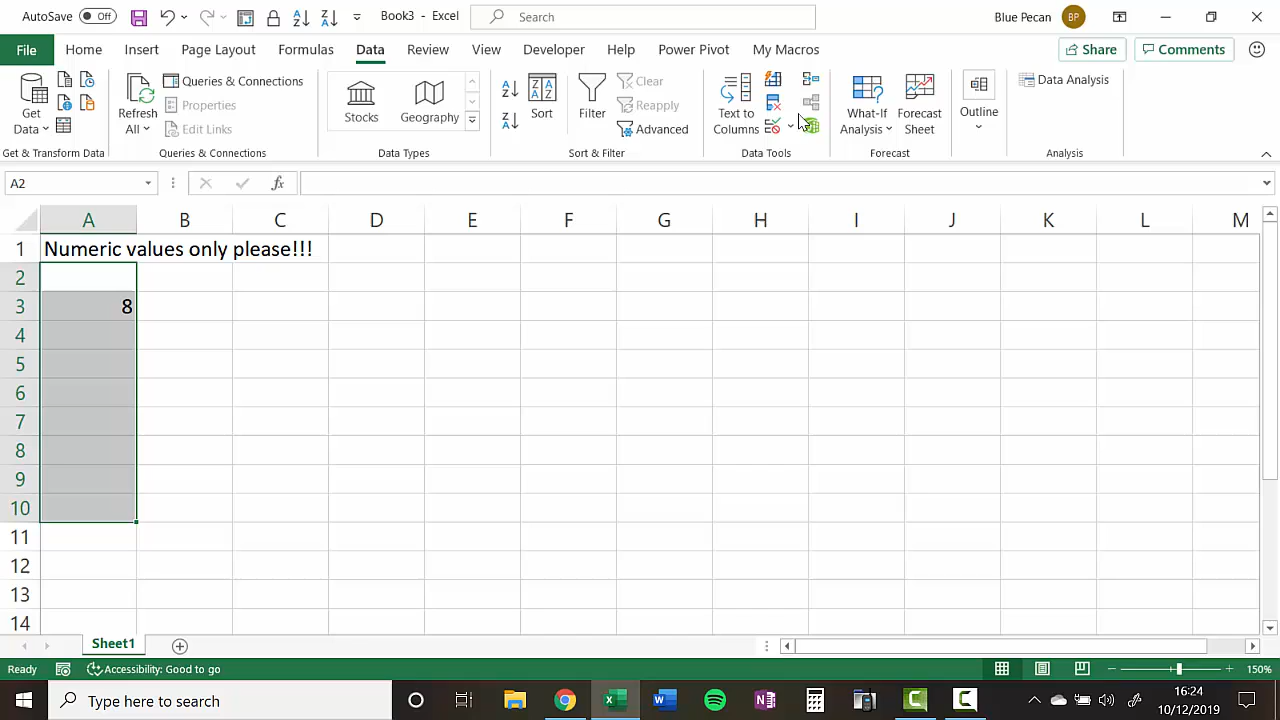 AutoSave Off Book3 - Excel Search Blue Pecan BP
File Home Insert Page Layout Formulas Data Review View Developer Help Power Pivot My Macros Share Comments
Get Data
Refresh All
Queries & Connections
Properties
Edit Links
Stocks
Geography
Sort
Filter
Clear
Reapply
Advanced
Text to Columns
What-If Analysis
Forecast Sheet
Outline
Data Analysis
Get & Transform Data Queries & Connections Data Types Sort & Filter Data Tools Forecast Analysis
A2 fx
A B C D E F G H I J K L M
1 Numeric values only please!!!
2
3 8
4
5
6
7
8
9
10
11
12
13
14
Sheet1
Ready Accessibility: Good to go 150%
Type here to search 16:24
10/12/2019